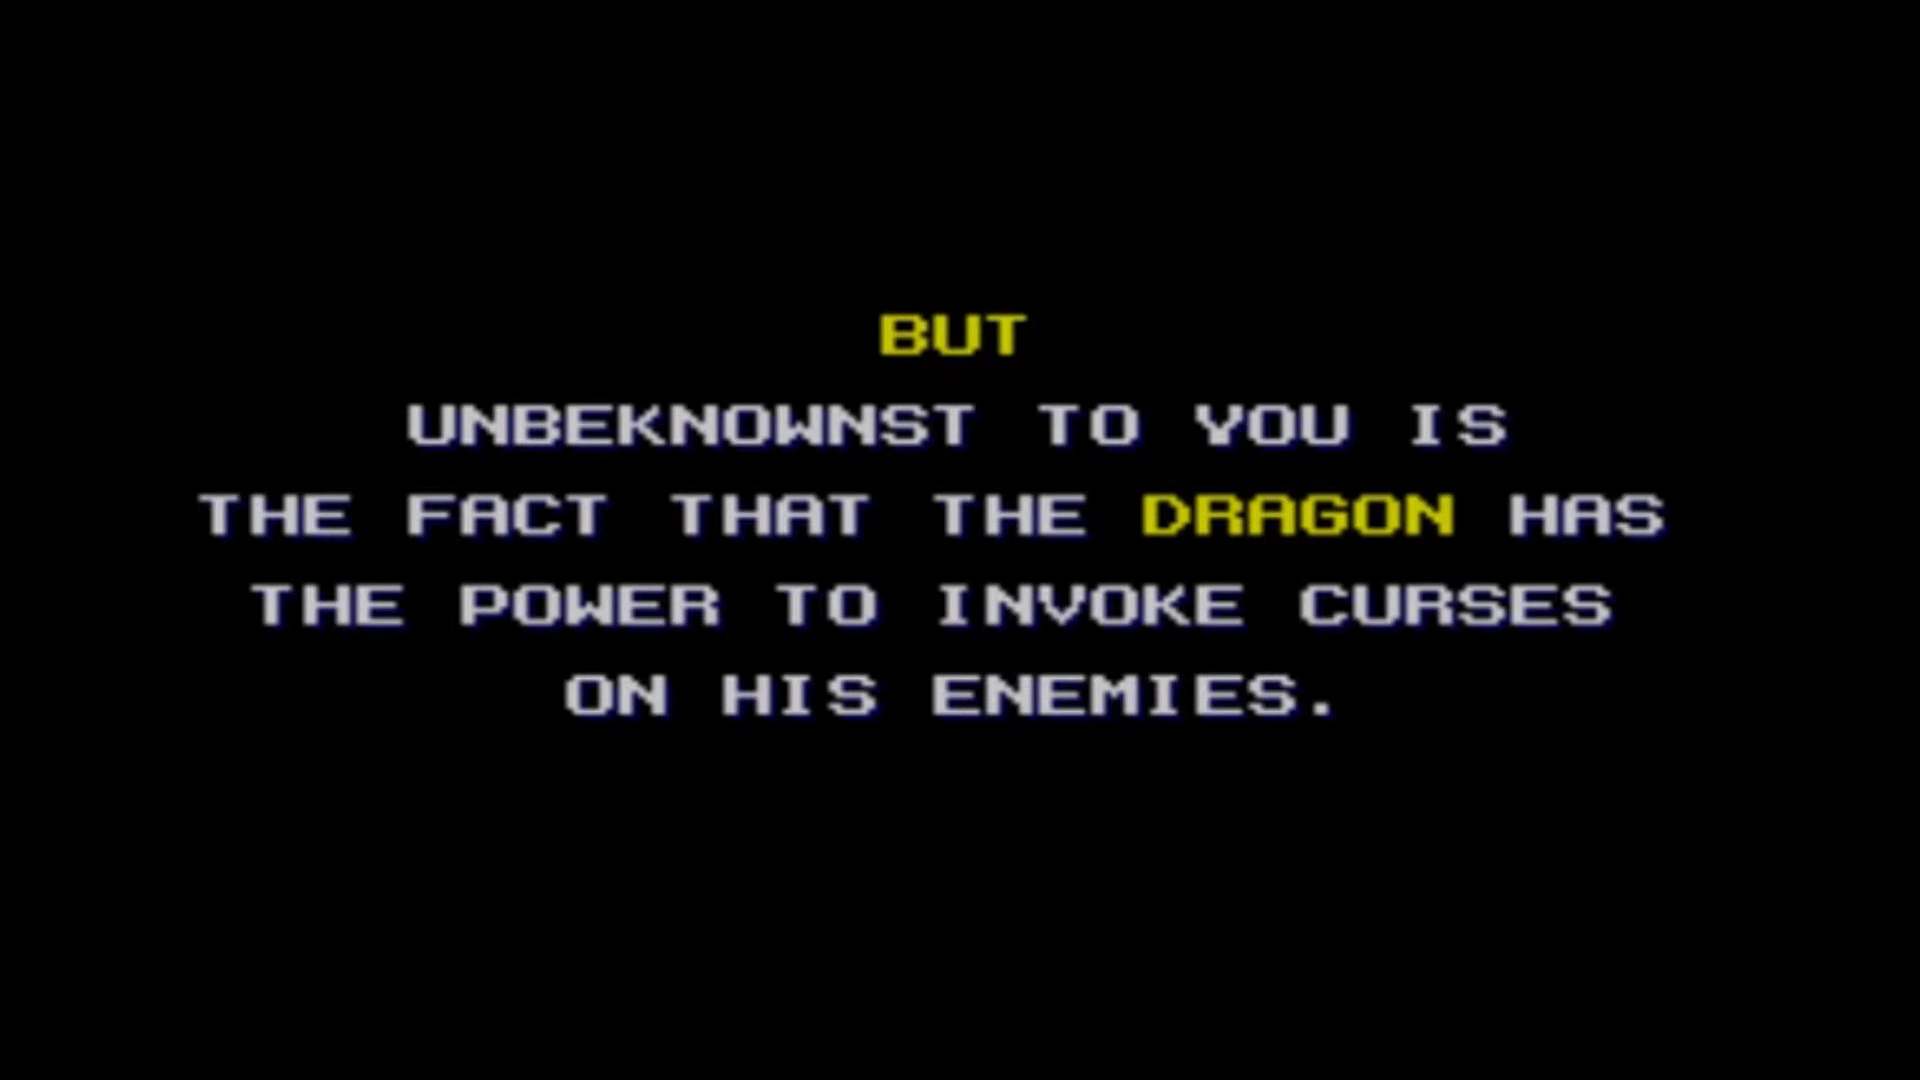 BUT
UNBEKNOWNST TO YOU IS
THE FACT THAT THE DRAGON HAS
THE POWER TO INVOKE CURSES
ON HIS ENEMIES.